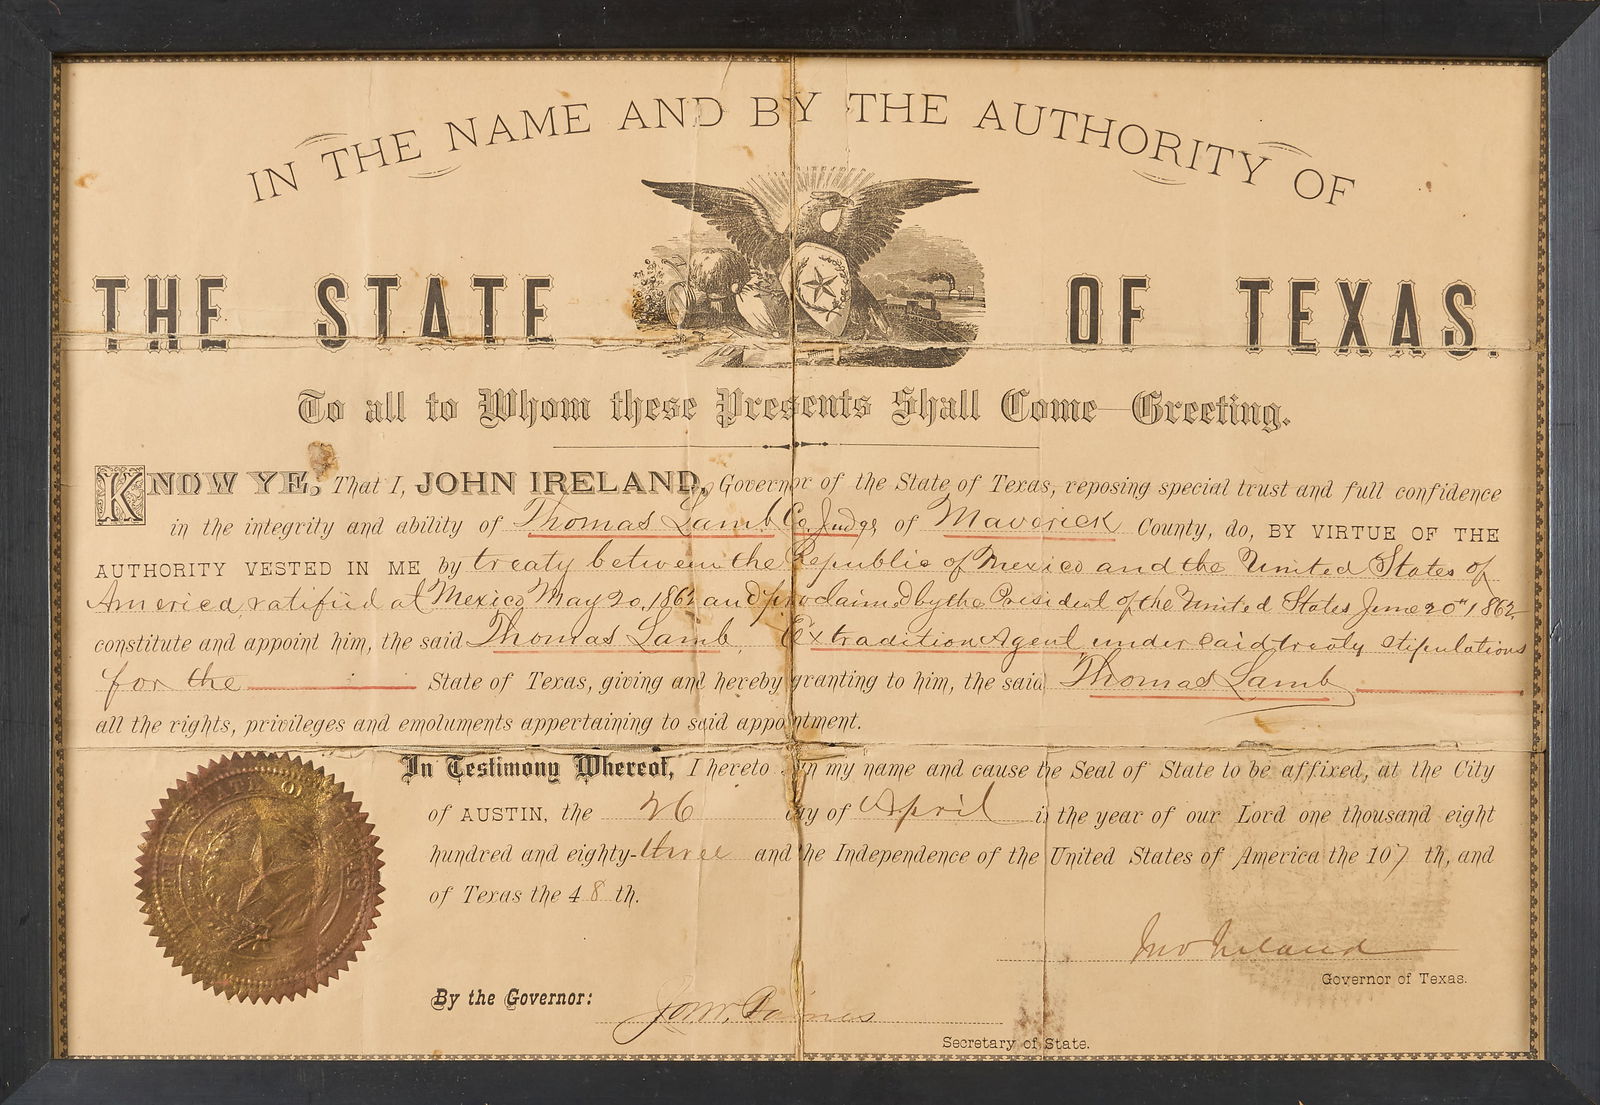 IN THE NAME AND BY THE AUTHORITY OF
THE STATE OF TEXAS.
To all to Whom these Presents Shall Come—Greeting.
KNOW YE, That I, JOHN IRELAND, Governor of the State of Texas, reposing special trust and full confidence
in the integrity and ability of Thomas Lamb Co. Judge of Maverick County, do, BY VIRTUE OF THE
AUTHORITY VESTED IN ME by treaty between the Republic of Mexico and the United States of
America, ratified at Mexico May 20, 1862 and proclaimed by the President of the United States June 20th 1862
constitute and appoint him, the said Thomas Lamb, Extradition Agent under said treaty stipulations
for the State of Texas, giving and hereby granting to him, the said Thomas Lamb
all the rights, privileges and emoluments appertaining to said appointment.
In Testimony Whereof, I hereto sign my name and cause the Seal of State to be affixed, at the City
of AUSTIN, the 26 day of April in the year of our Lord one thousand eight
hundred and eighty-three and the Independence of the United States of America the 107 th, and
of Texas the 48 th.
Jno Ireland
Governor of Texas.
By the Governor:
Secretary of State.